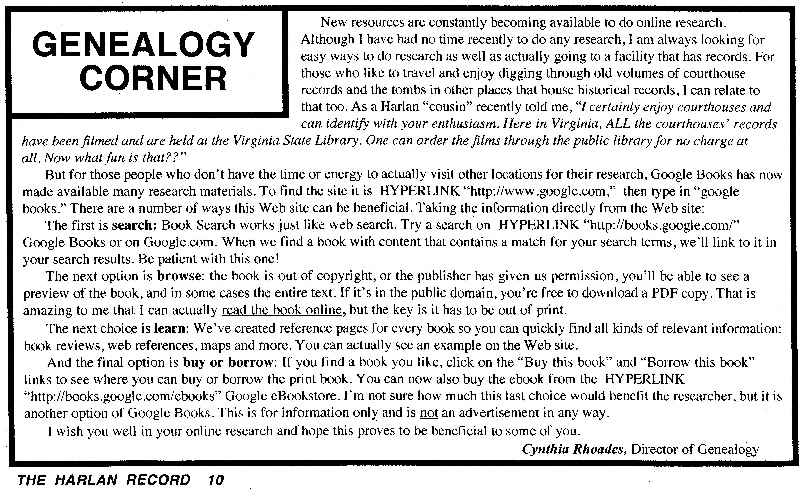 GENEALOGY
CORNER
New resources are constantly becoming available to do online research.
Although I have had no time recently to do any research, I am always looking for
easy ways to do research as well as actually going to a facility that has records. For
those who like to travel and enjoy digging through old volumes of courthouse
records and the tombs in other places that house historical records, I can relate to
that too. As a Harlan "cousin" recently told me, "I certainly enjoy courthouses and
can identify with your enthusiasm. Here in Virginia, ALL the courthouses' records
have been filmed and are held at the Virginia State Library. One can order the films through the public library for no charge at
all. Now what fun is that??"
But for those people who don't have the time or energy to actually visit other locations for their research, Google Books has now
made available many research materials. To find the site it is HYPERLINK "http://www.google.com," then type in "google
books." There are a number of ways this Web site can be beneficial. Taking the information directly from the Web site:
The first is search: Book Search works just like web search. Try a search on HYPERLINK "http://books.google.com/"
Google Books or on Google.com. When we find a book with content that contains a match for your search terms, we'll link to it in
your search results. Be patient with this one!
The next option is browse: the book is out of copyright, or the publisher has given us permission, you'll be able to see a
preview of the book, and in some cases the entire text. If it's in the public domain, you're free to download a PDF copy. That is
amazing to me that I can actually read the book online, but the key is it has to be out of print.
The next choice is learn: We've created reference pages for every book so you can quickly find all kinds of relevant information:
book reviews, web references, maps and more. You can actually see an example on the Web site.
And the final option is buy or borrow: If you find a book you like, click on the "Buy this book" and "Borrow this book"
links to see where you can buy or borrow the print book. You can now also buy the ebook from the HYPERLINK
"http://books.google.com/ebooks" Google eBookstore. I'm not sure how much this last choice would benefit the researcher, but it is
another option of Google Books. This is for information only and is not an advertisement in any way.
I wish you well in your online research and hope this proves to be beneficial to some of you.
Cynthia Rhoades, Director of Genealogy
THE HARLAN RECORD 10